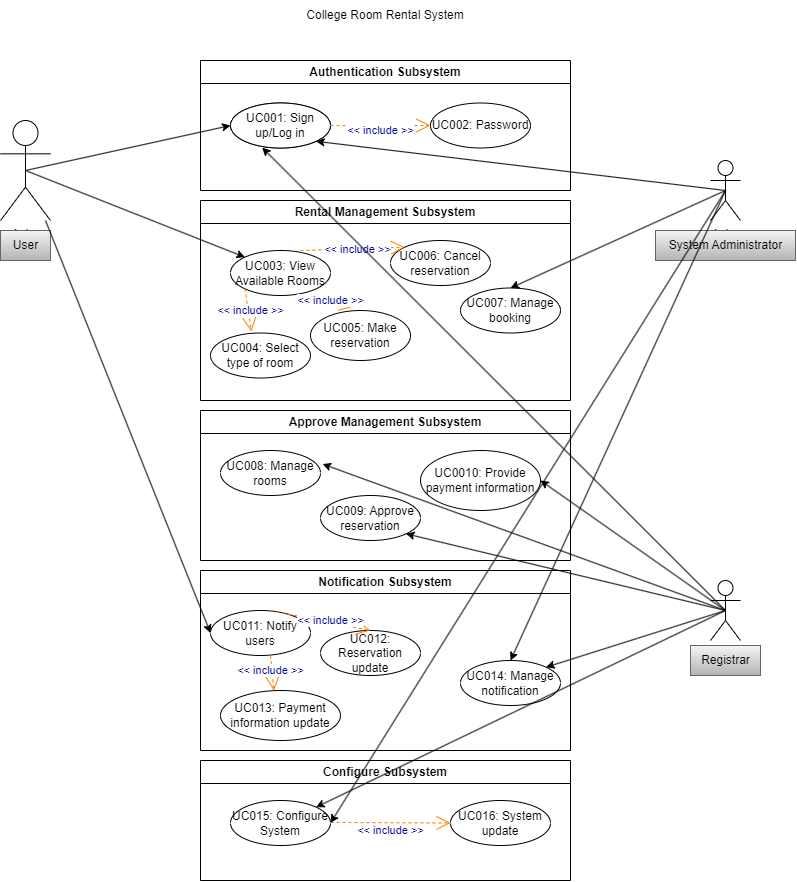 College Room Rental System
Authentication Subsystem
UC001: Sign
up/Log in
<< include >>
UC002: Password
User
System Administrator
Rental Management Subsystem
<< include >>
UC003: View
Available Rooms
UC006: Cancel
reservation
<< include >>
<< include >>
UC007: Manage
booking
UC004: Select
type of room
UC005: Make
reservation
Approve Management Subsystem
UC008: Manage
rooms
UC0010: Provide
payment information
UC009: Approve
reservation
Notification Subsystem
UC011: Notify
users
<< include >>
UC012:
Reservation
update
<< include >>
UC014: Manage
notification
UC013: Payment
information update
Registrar
Configure Subsystem
UC015: Configure
System
<< include >>
UC016: System
update